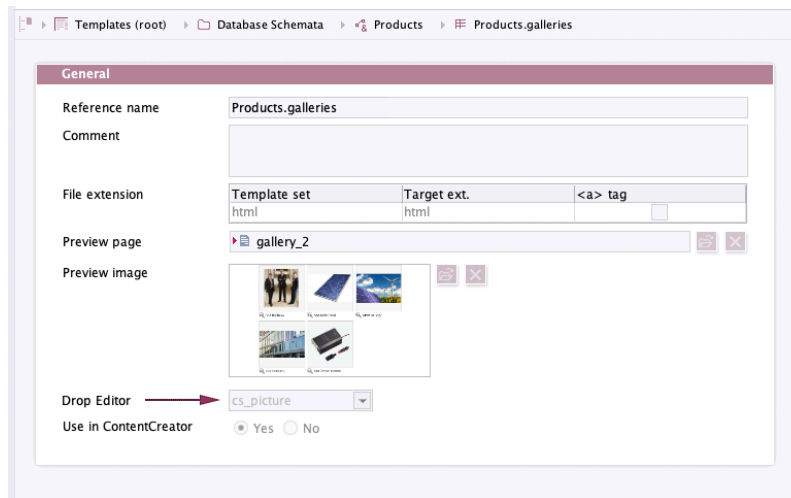 Templates (root) Database Schemata Products Products.galleries
General
Reference name Products.galleries
Comment
File extension Template set Target ext. <a> tag
html html
Preview page gallery_2
Preview image
Drop Editor cs_picture
Use in ContentCreator Yes No